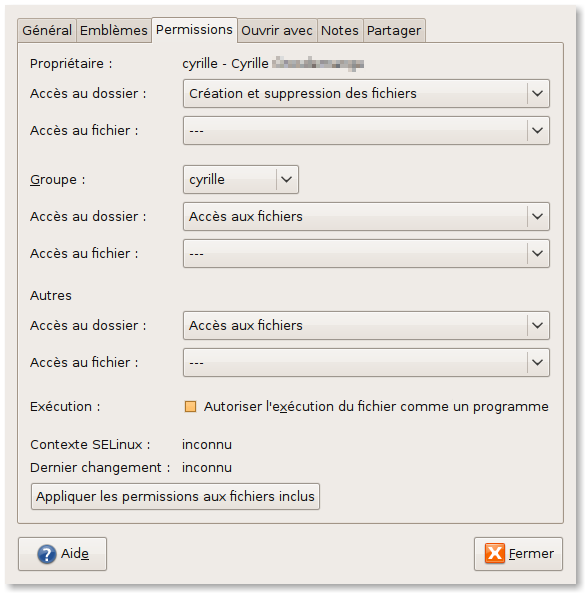 Général Emblèmes Permissions Ouvrir avec Notes Partager
Propriétaire : cyrille - Cyrille
Accès au dossier : Création et suppression des fichiers
Accès au fichier : ---
Groupe : cyrille
Accès au dossier : Accès aux fichiers
Accès au fichier : ---
Autres
Accès au dossier : Accès aux fichiers
Accès au fichier : ---
Exécution : Autoriser l'exécution du fichier comme un programme
Contexte SELinux : inconnu
Dernier changement : inconnu
Appliquer les permissions aux fichiers inclus
Aide Fermer